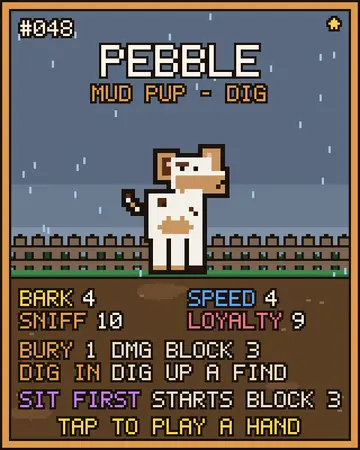 #048
PEBBLE
MUD PUP - DIG
BARK 4 SPEED 4
SNIFF 10 LOYALTY 9
BURY 1 DMG BLOCK 3
DIG IN DIG UP A FIND
SIT FIRST STARTS BLOCK 3
TAP TO PLAY A HAND